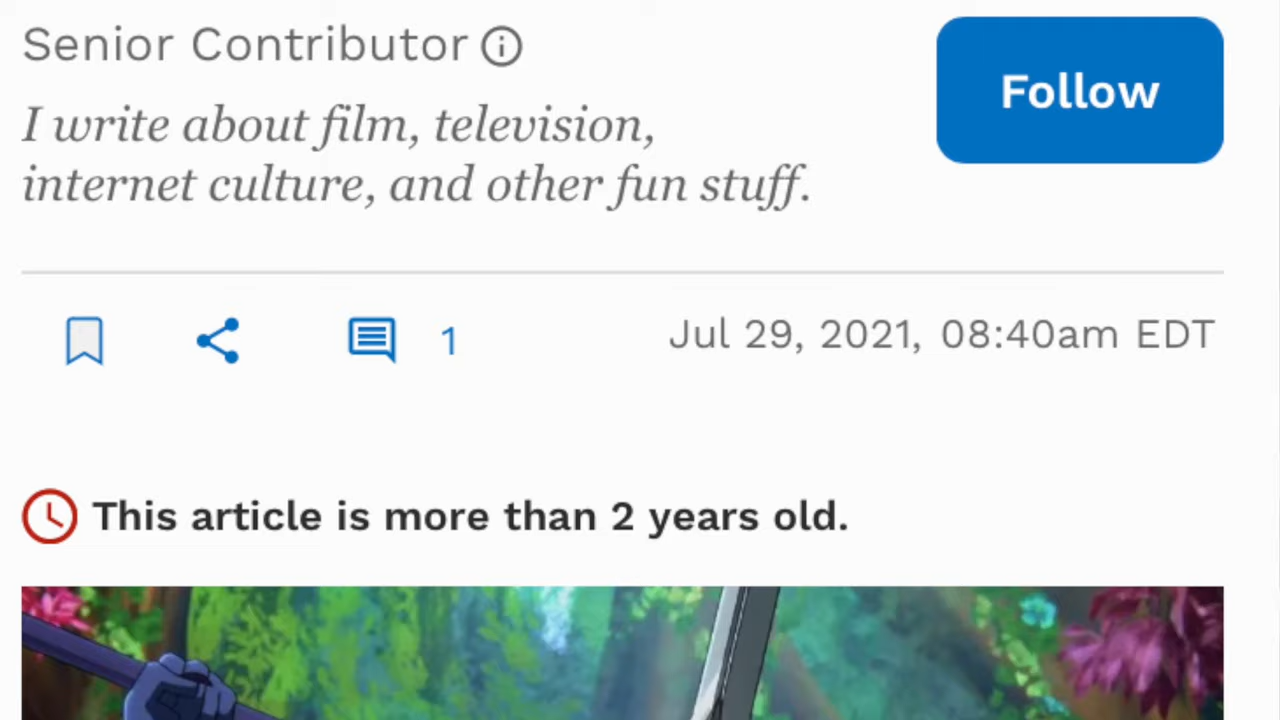 Senior Contributor
Follow
I write about film, television,
internet culture, and other fun stuff.
1
Jul 29, 2021, 08:40am EDT
This article is more than 2 years old.